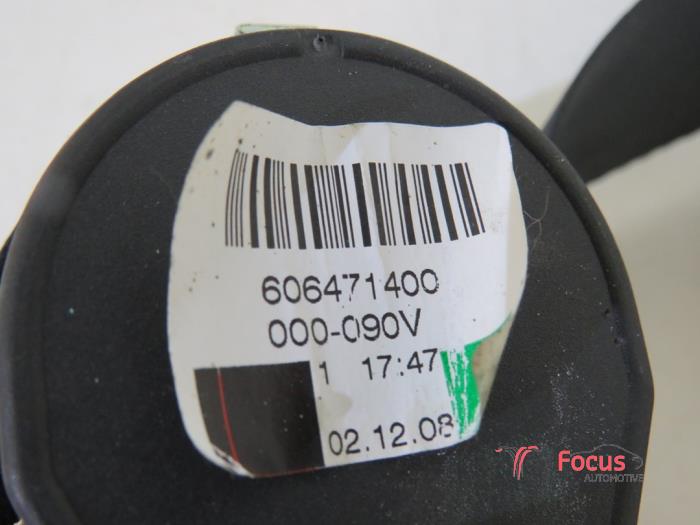 606471400
000-090V
1 17:47
02.12.08
Focus
AUTOMOTIVE